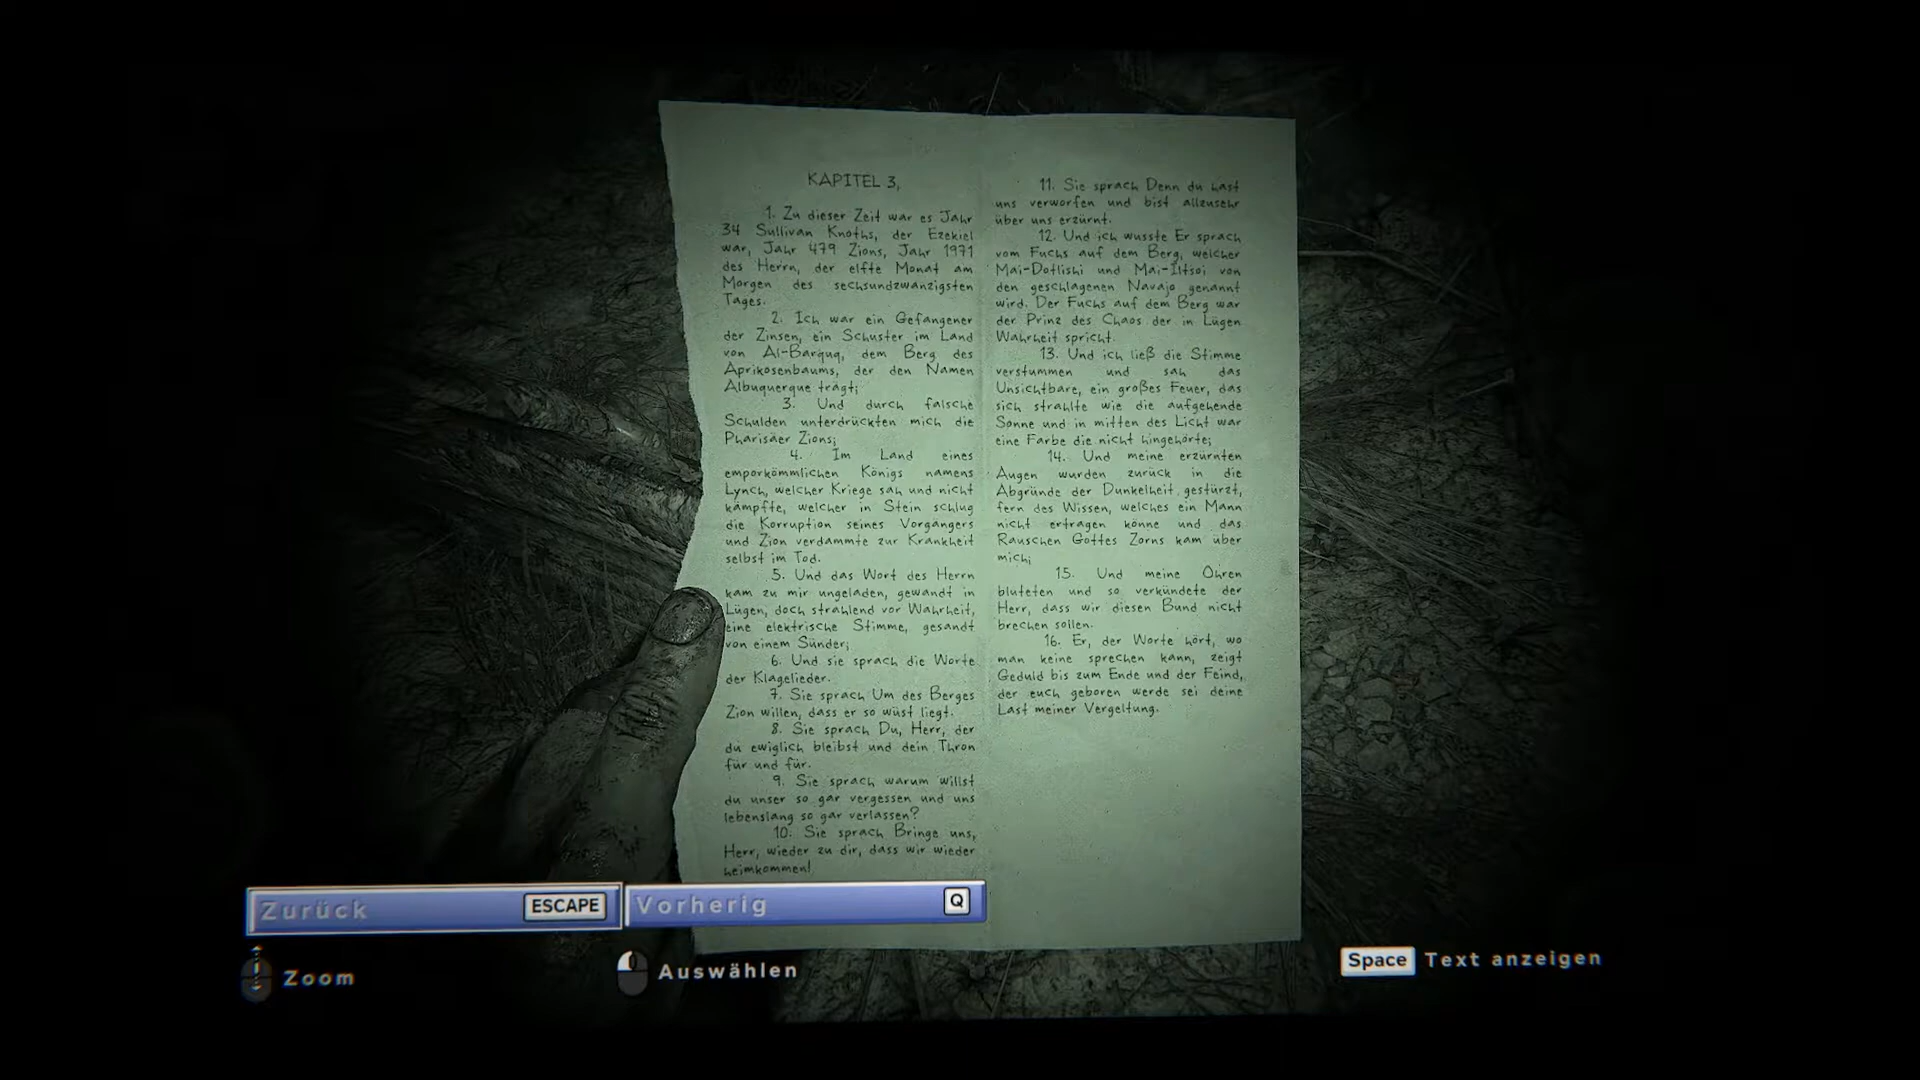 KAPITEL 3,
1. Zu dieser Zeit war es Jahr
34 Sullivan Knoths, der Ezekiel
war, Jahr 479 Zions, Jahr 1971
des Herrn, der elfte Monat am
Morgen des sechsundzwanzigsten
Tages.
2. Ich war ein Gefangener
der Zinsen, ein Schuster im Land
von Al-Barquq, dem Berg des
Aprikosenbaums, der den Namen
Albuquerque trägt;
3. Und durch falsche
Schulden unterdrückten mich die
Pharisäer Zions;
4. Im Land eines
emporkömmlichen Königs namens
Lynch, welcher Kriege sah und nicht
kämpfte, welcher in Stein schlug
die Korruption seines Vorgängers
und Zion verdammte zur Krankheit
selbst im Tod.
5. Und das Wort des Herrn
kam zu mir ungeladen, gewandt in
Lügen, doch strahlend vor Wahrheit,
eine elektrische Stimme, gesandt
von einem Sünder;
6. Und sie sprach die Worte
der Klagelieder.
7. Sie sprach Um des Berges
Zion willen, dass er so wüst liegt.
8. Sie sprach Du, Herr, der
du ewiglich bleibst und dein Thron
für und für.
9. Sie sprach warum willst
du unser so gar vergessen und uns
lebenslang so gar verlassen?
10. Sie sprach Bringe uns,
Herr, wieder zu dir, dass wir wieder
heimkommen!
11. Sie sprach Denn du hast
uns verworfen und bist allzusehr
über uns erzürnt.
12. Und ich wusste Er sprach
vom Fuchs auf dem Berg, welcher
Mai-Dotlishi und Mai-Iltsoi von
den geschlagenen Navajo genannt
wird. Der Fuchs auf dem Berg war
der Prinz des Chaos der in Lügen
Wahrheit spricht.
13. Und ich ließ die Stimme
verstummen und sah das
Unsichtbare, ein großes Feuer, das
sich strahlte wie die aufgehende
Sonne und in mitten des Licht war
eine Farbe die nicht hingehörte;
14. Und meine erzürnten
Augen wurden zurück in die
Abgründe der Dunkelheit gestürzt,
fern des Wissen, welches ein Mann
nicht ertragen könne und das
Rauschen Gottes Zorns kam über
mich;
15. Und meine Ohren
bluteten und so verkündete der
Herr, dass wir diesen Bund nicht
brechen sollen.
16. Er, der Worte hört, wo
man keine sprechen kann, zeigt
Geduld bis zum Ende und der Feind,
der euch geboren werde sei deine
Last meiner Vergeltung.
Zurück ESCAPE Vorherig Q
Zoom Auswählen Space Text anzeigen